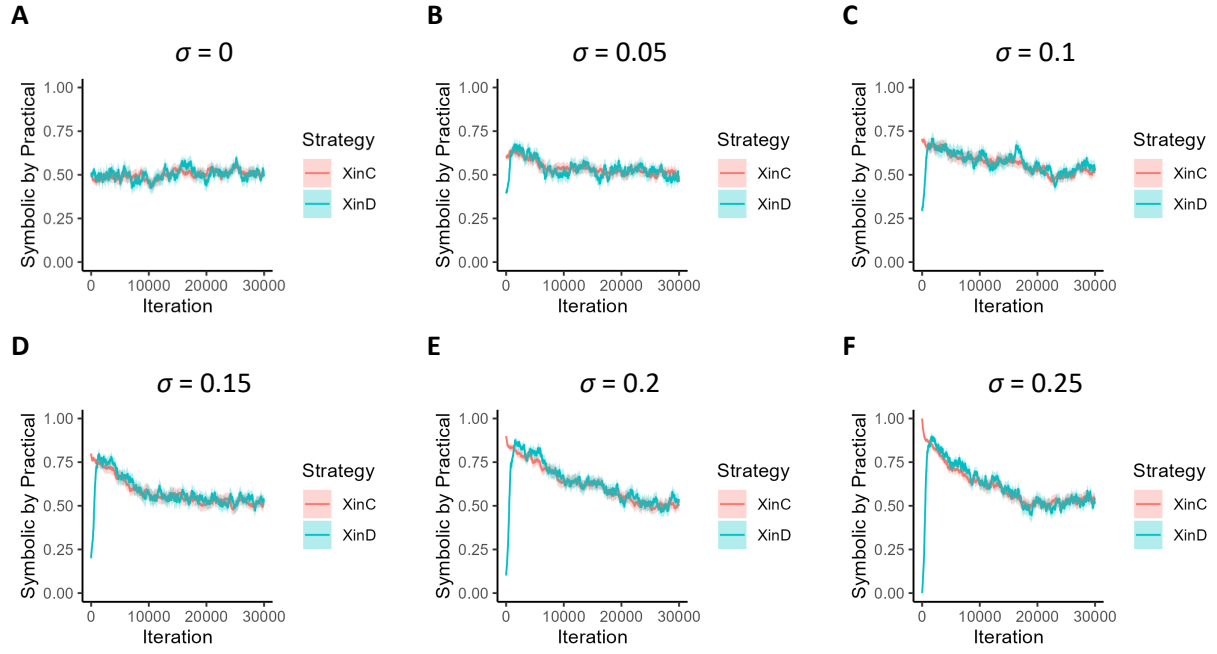 A
σ = 0
Symbolic by Practical
1.00
0.75
0.50
0.25
0.00
0 10000 20000 30000
Iteration
Strategy
XinC
XinD
B
σ = 0.05
Symbolic by Practical
1.00
0.75
0.50
0.25
0.00
0 10000 20000 30000
Iteration
Strategy
XinC
XinD
C
σ = 0.1
Symbolic by Practical
1.00
0.75
0.50
0.25
0.00
0 10000 20000 30000
Iteration
Strategy
XinC
XinD
D
σ = 0.15
Symbolic by Practical
1.00
0.75
0.50
0.25
0.00
0 10000 20000 30000
Iteration
Strategy
XinC
XinD
E
σ = 0.2
Symbolic by Practical
1.00
0.75
0.50
0.25
0.00
0 10000 20000 30000
Iteration
Strategy
XinC
XinD
F
σ = 0.25
Symbolic by Practical
1.00
0.75
0.50
0.25
0.00
0 10000 20000 30000
Iteration
Strategy
XinC
XinD